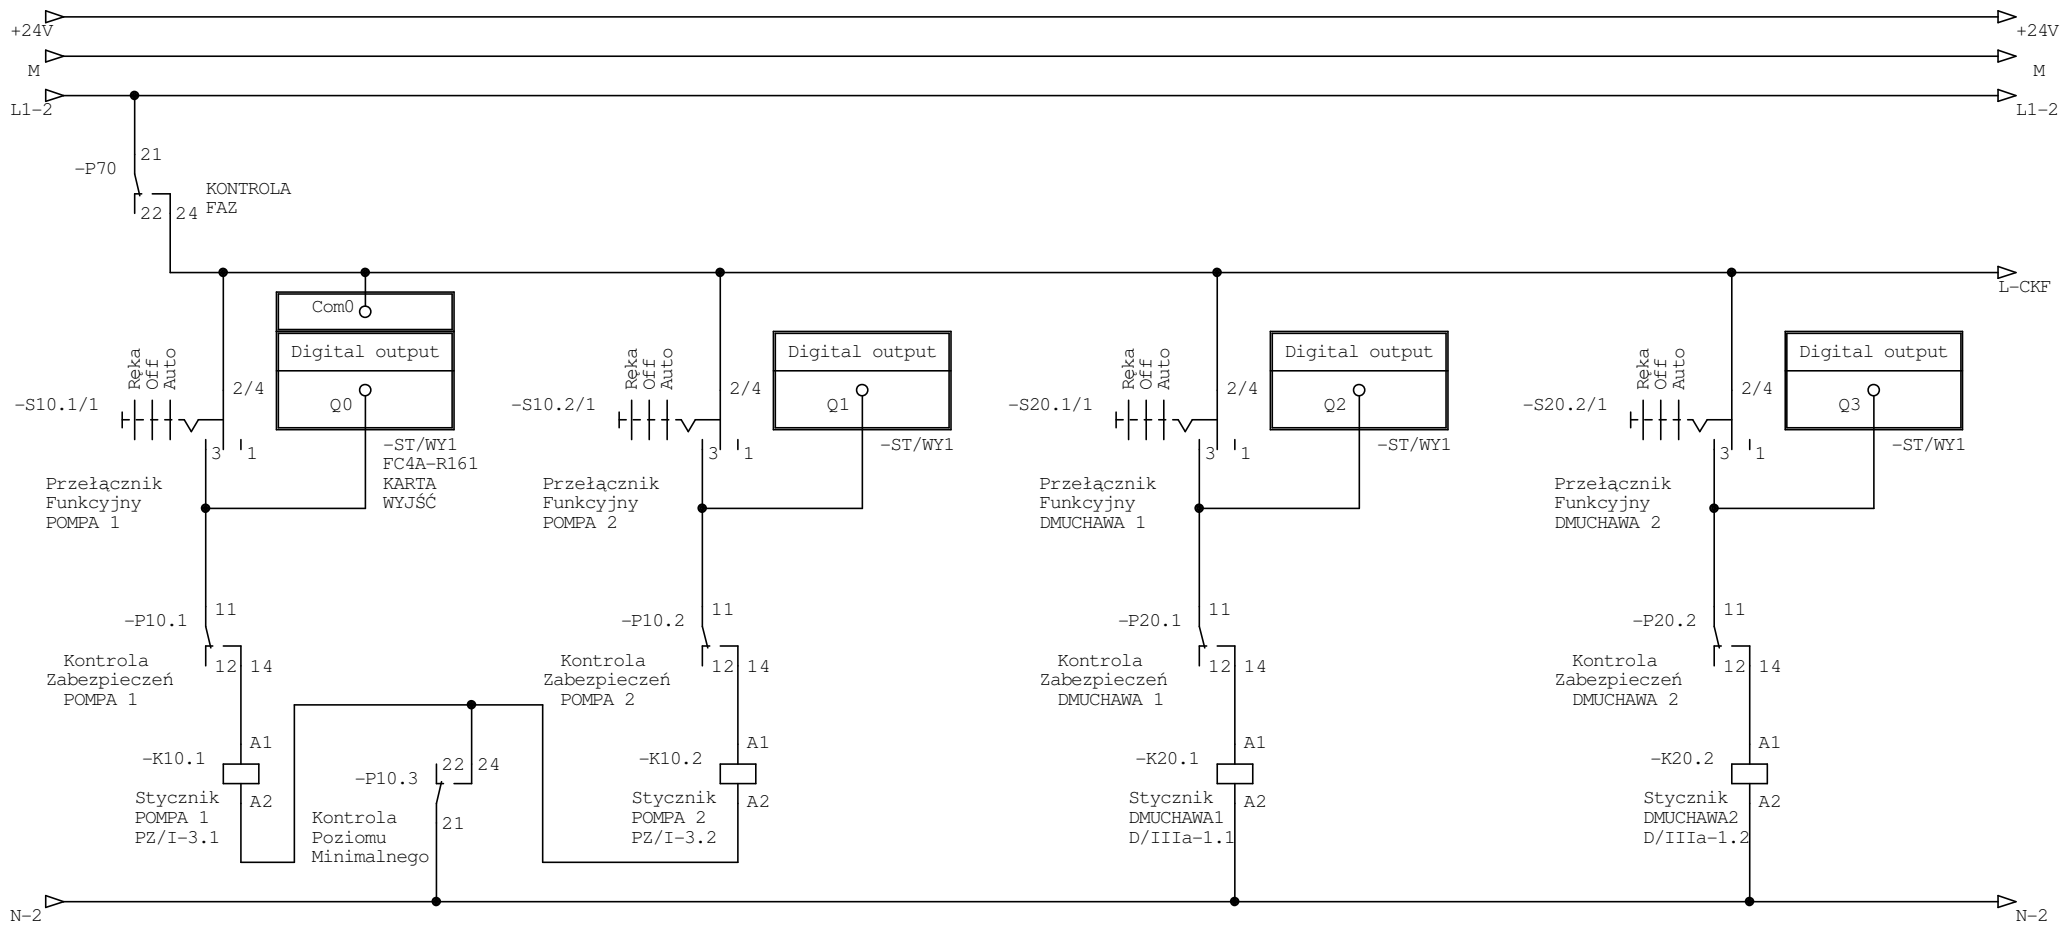 +24V
+24V
M
M
L1-2
L1-2
21
-P70
KONTROLA
FAZ
22
24
L-CKF
Com0
Ręka
Off
Auto
2/4
Digital output
Q0
-S10.1/1
3
1
-ST/WY1
FC4A-R161
KARTA
WYJŚĆ
Przełącznik
Funkcyjny
POMPA 1
Ręka
Off
Auto
2/4
Digital output
Q1
-S10.2/1
3
1
-ST/WY1
Przełącznik
Funkcyjny
POMPA 2
Ręka
Off
Auto
2/4
Digital output
Q2
-S20.1/1
3
1
-ST/WY1
Przełącznik
Funkcyjny
DMUCHAWA 1
Ręka
Off
Auto
2/4
Digital output
Q3
-S20.2/1
3
1
-ST/WY1
Przełącznik
Funkcyjny
DMUCHAWA 2
11
-P10.1
12
14
Kontrola
Zabezpieczeń
POMPA 1
11
-P10.2
12
14
Kontrola
Zabezpieczeń
POMPA 2
11
-P20.1
12
14
Kontrola
Zabezpieczeń
DMUCHAWA 1
11
-P20.2
12
14
Kontrola
Zabezpieczeń
DMUCHAWA 2
A1
-K10.1
A2
Stycznik
POMPA 1
PZ/I-3.1
22
24
-P10.3
21
Kontrola
Poziomu
Minimalnego
A1
-K10.2
A2
Stycznik
POMPA 2
PZ/I-3.2
A1
-K20.1
A2
Stycznik
DMUCHAWA1
D/IIIa-1.1
A1
-K20.2
A2
Stycznik
DMUCHAWA2
D/IIIa-1.2
N-2
N-2